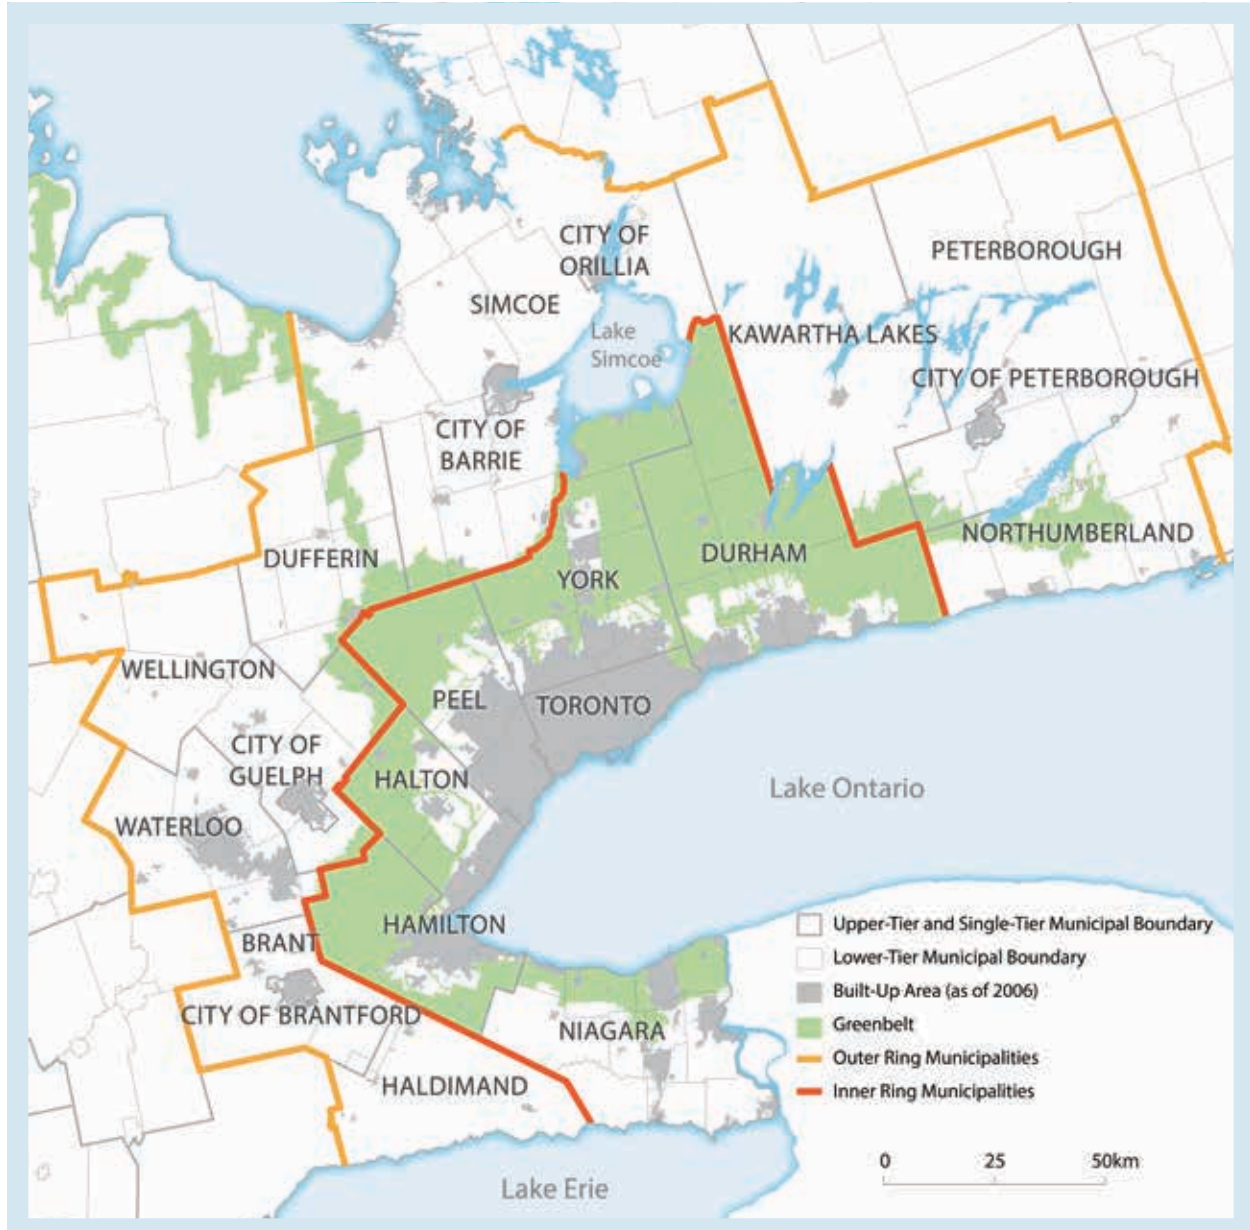 CITY OF
ORILLIA
PETERBOROUGH
SIMCOE
Lake
Simcoe
KAWARTHA LAKES
CITY OF PETERBOROUGH
CITY OF
BARRIE
NORTHUMBERLAND
DUFFERIN
DURHAM
YORK
WELLINGTON
PEEL
TORONTO
CITY OF
GUELPH
HALTON
Lake Ontario
WATERLOO
HAMILTON
BRANT
CITY OF BRANTFORD
NIAGARA
HALDIMAND
Lake Erie
Upper-Tier and Single-Tier Municipal Boundary
Lower-Tier Municipal Boundary
Built-Up Area (as of 2006)
Greenbelt
Outer Ring Municipalities
Inner Ring Municipalities
0 25 50km